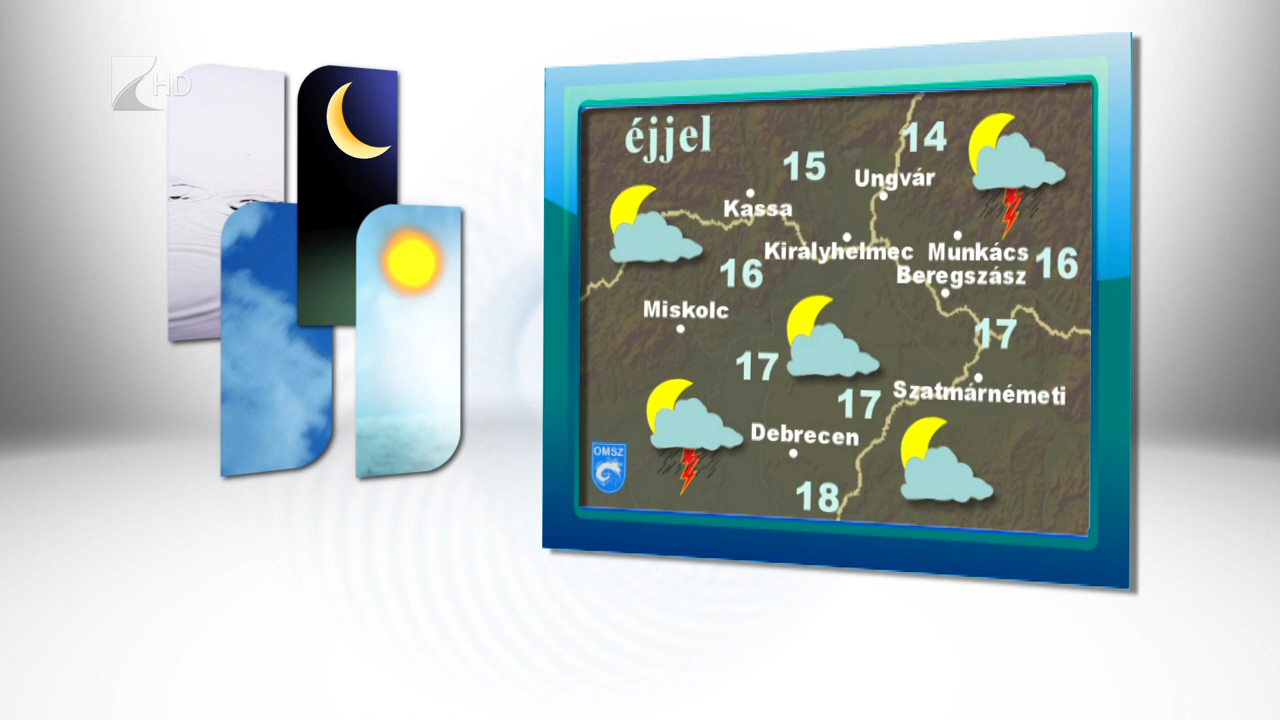 HD
éjjel
14
15
Ungvár
Kassa
Királyhelmec
Munkács
16
Beregszász
16
Miskolc
17
17
Szatmárnémeti
17
Debrecen
OMSZ
18